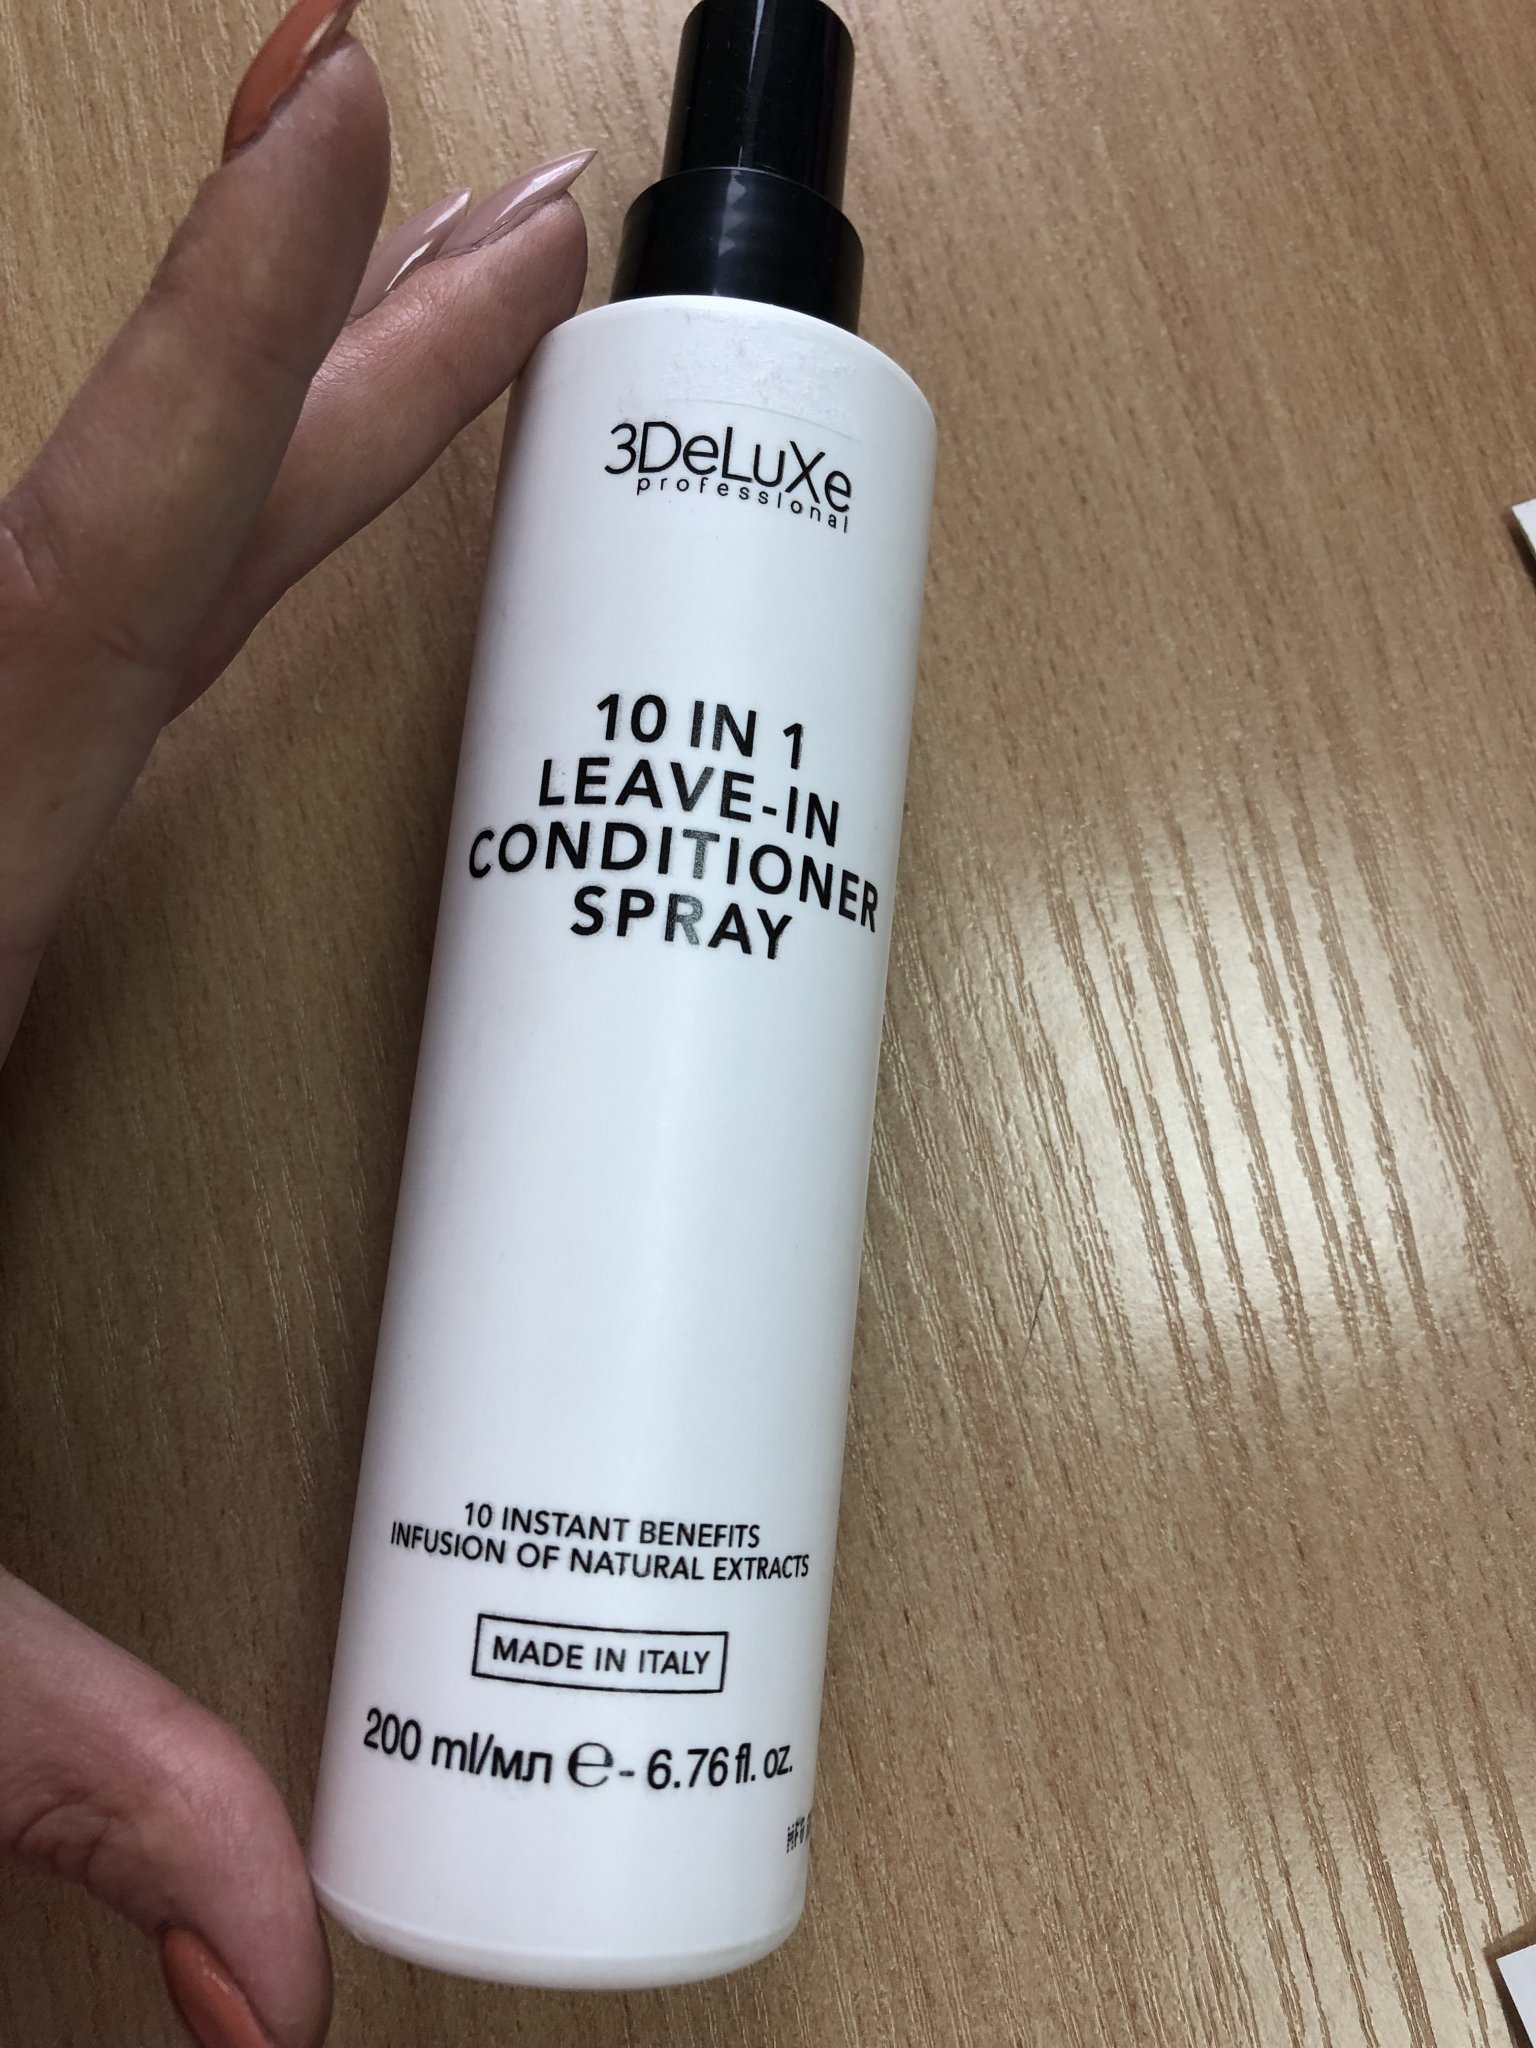 3DeLuXe
professional
10 IN 1
LEAVE-IN
CONDITIONER
SPRAY
10 INSTANT BENEFITS
INFUSION OF NATURAL EXTRACTS
MADE IN ITALY
200 ml/мл ℮ - 6.76 fl. oz.